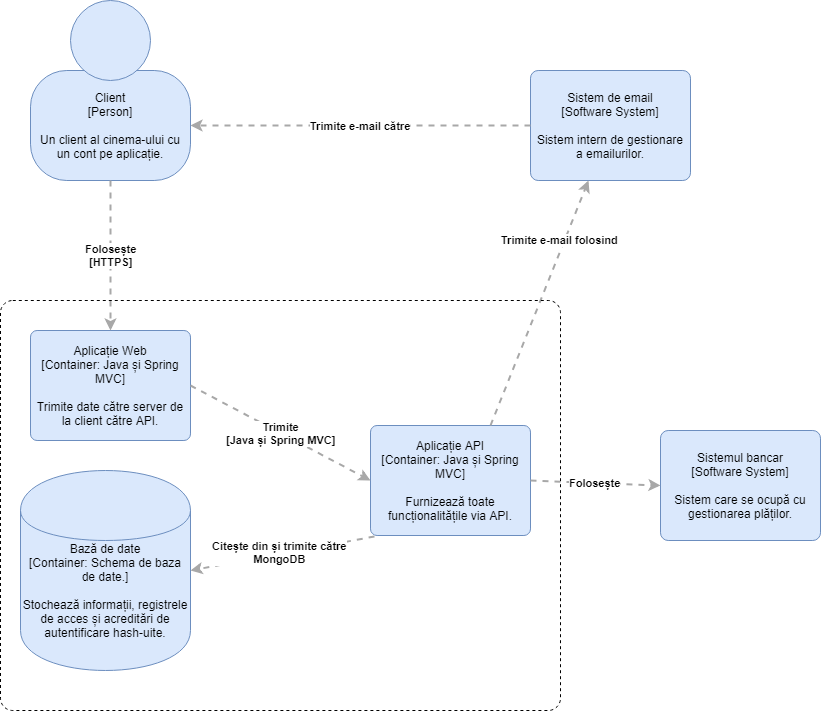 Client
[Person]
Un client al cinema-ului cu
un cont pe aplicație.
Sistem de email
[Software System]
Sistem intern de gestionare
a emailurilor.
Trimite e-mail către
Trimite e-mail folosind
Folosește
[HTTPS]
Aplicație Web
[Container: Java și Spring
MVC]
Trimite date către server de
la client către API.
Trimite
[Java și Spring MVC]
Aplicație API
[Container: Java și Spring
MVC]
Furnizează toate
funcționalitățile via API.
Folosește
Sistemul bancar
[Software System]
Sistem care se ocupă cu
gestionarea plăților.
Citește din și trimite către
MongoDB
Bază de date
[Container: Schema de baza
de date.]
Stochează informații, registrele
de acces și acreditări de
autentificare hash-uite.